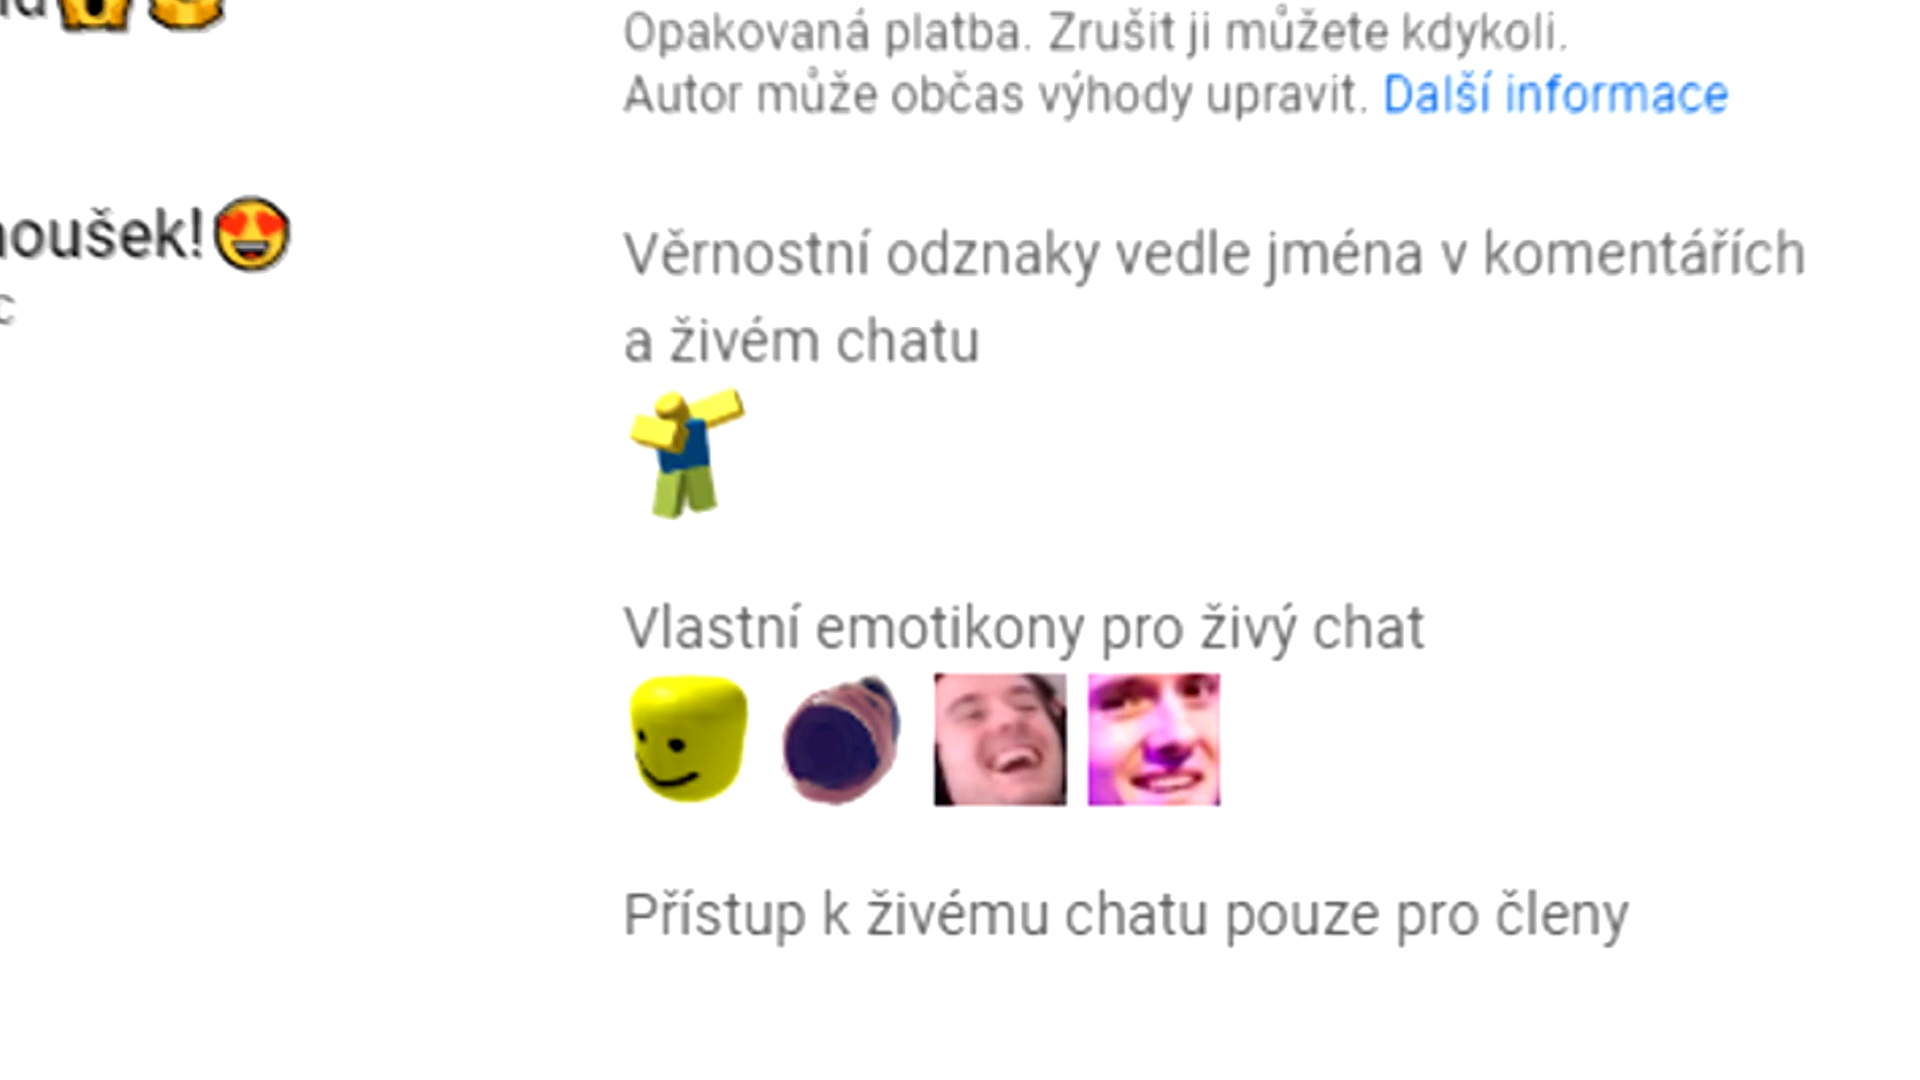 Opakovaná platba. Zrušit ji můžete kdykoli.
Autor může občas výhody upravit. Další informace
oušek!
c
Věrnostní odznaky vedle jména v komentářích
a živém chatu
Vlastní emotikony pro živý chat
Přístup k živému chatu pouze pro členy